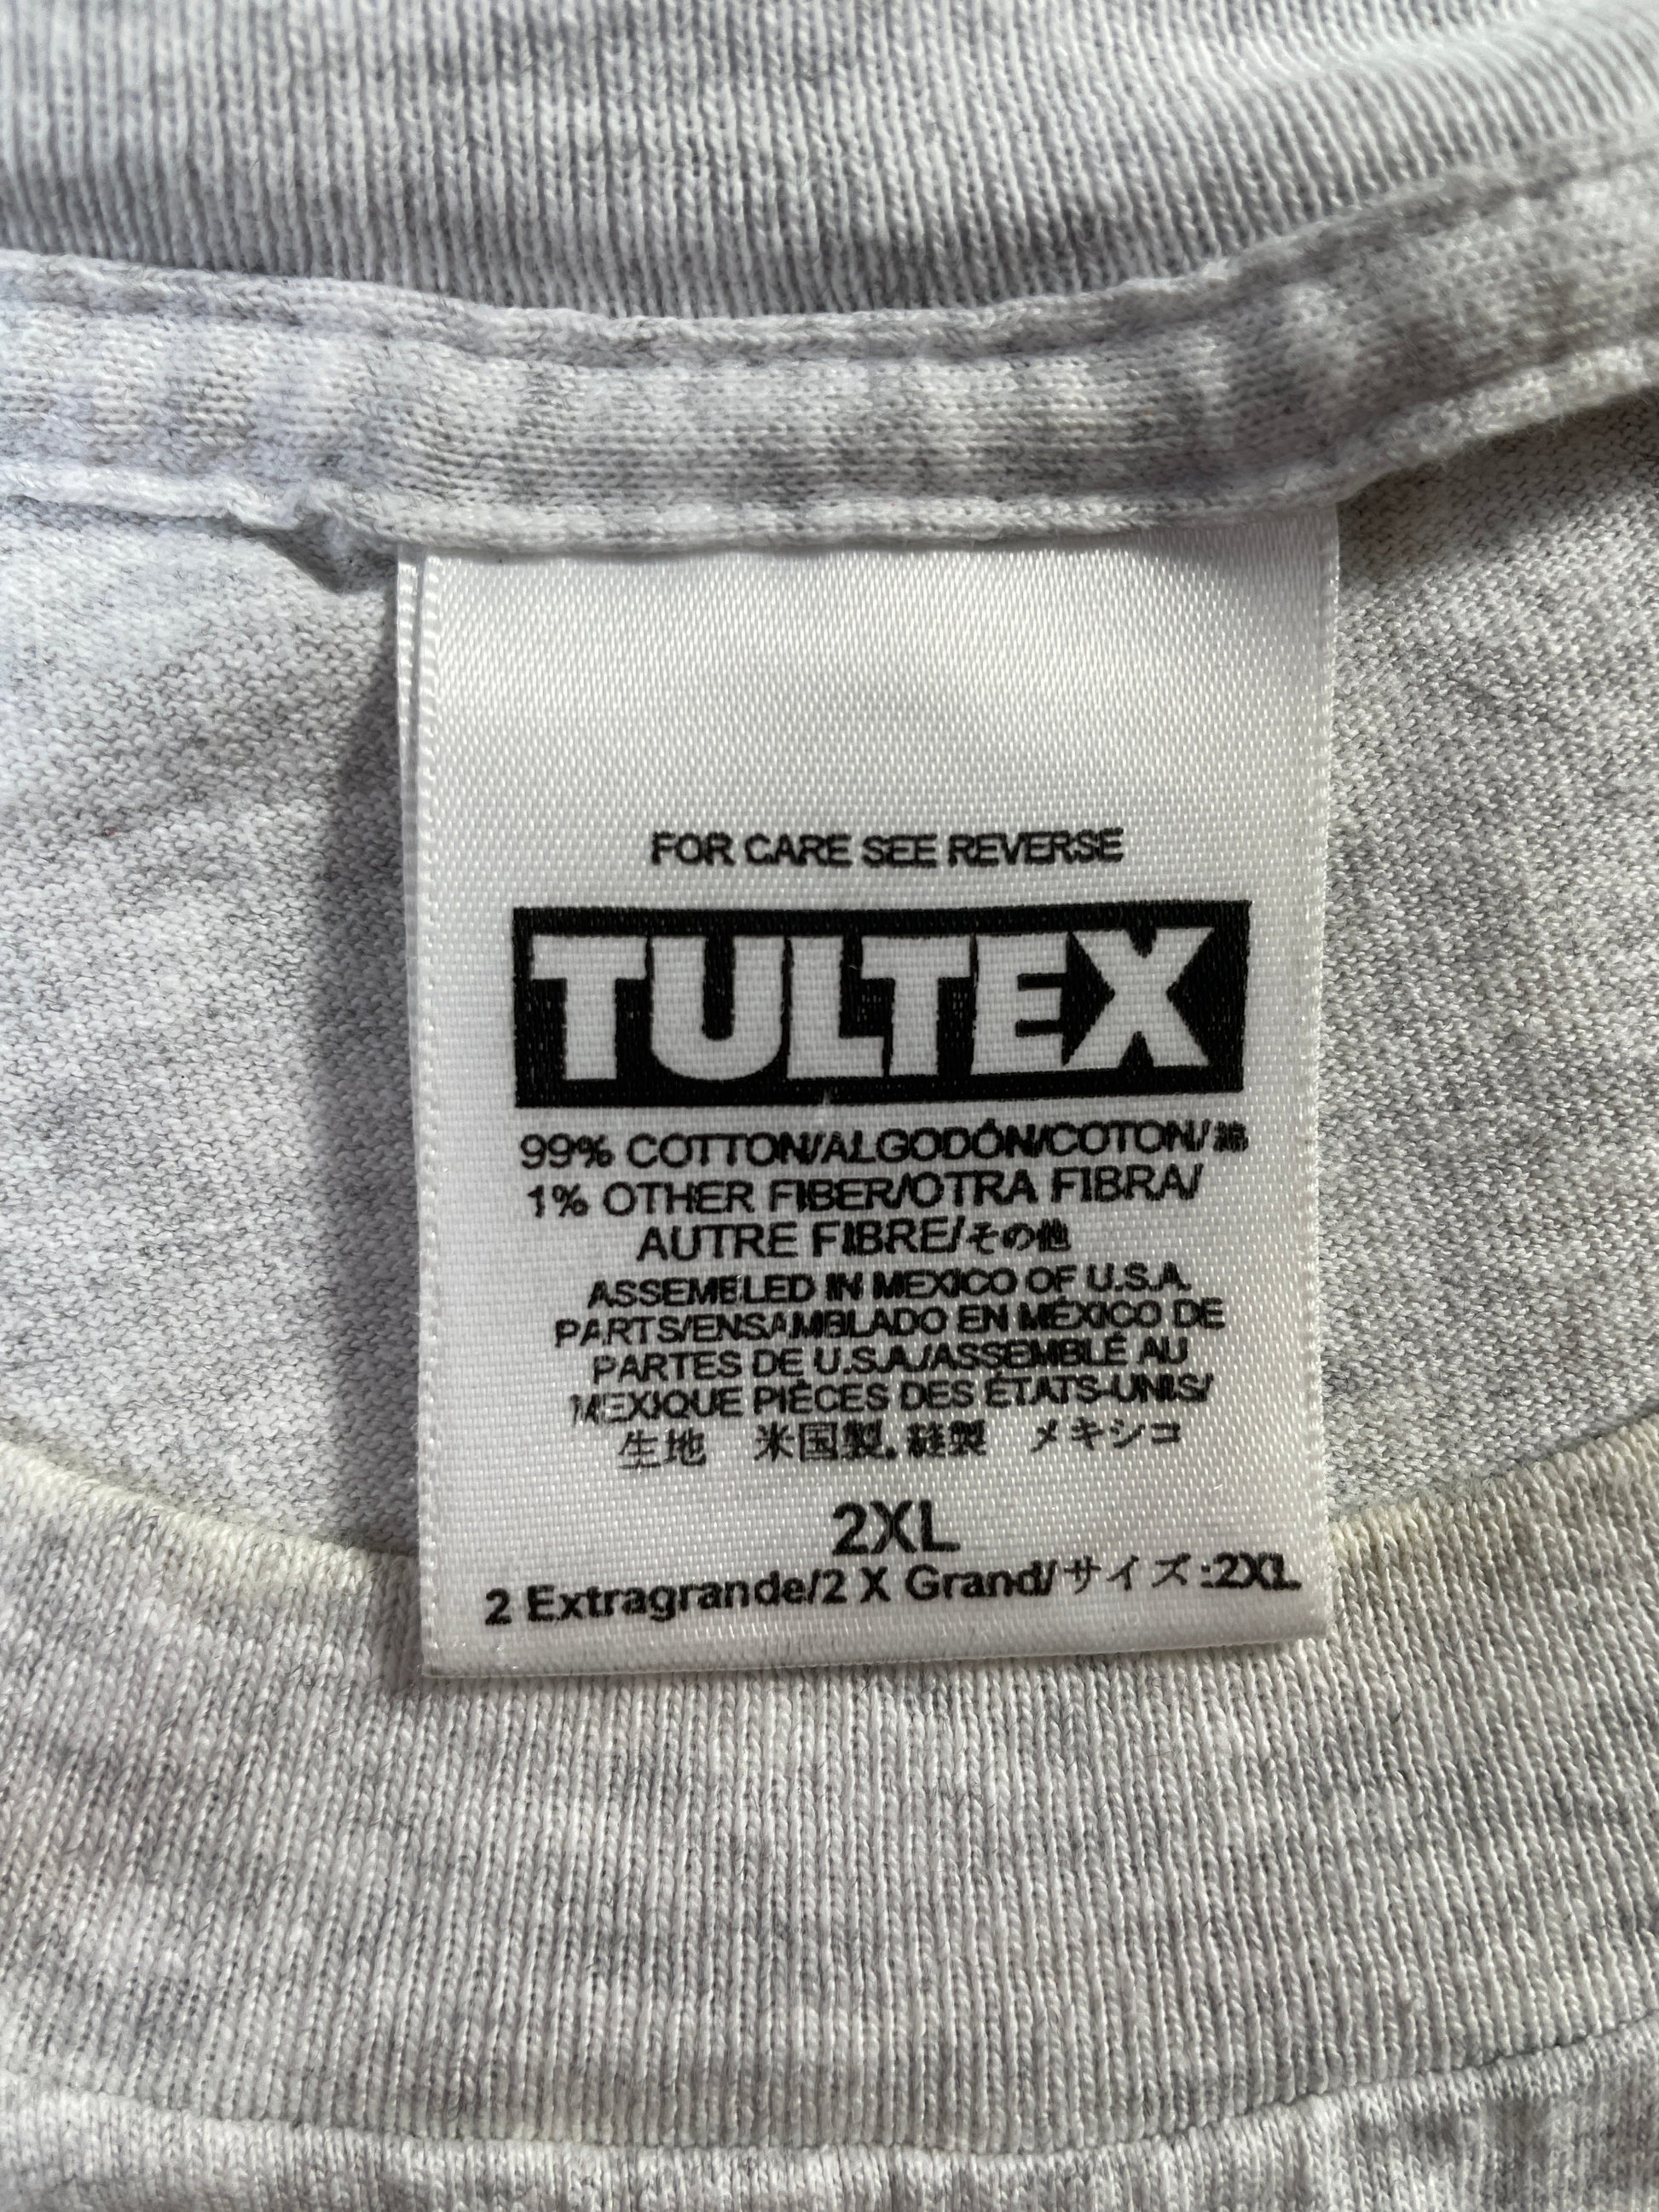 FOR CARE SEE REVERSE
TULTEX
99% COTTON/ALGODÓN/COTON/綿
1% OTHER FIBER/OTRA FIBRA/
AUTRE FIBRE/その他
ASSEMBLED IN MEXICO OF U.S.A.
PARTS/ENSAMBLADO EN MÉXICO DE
PARTES DE U.S.A./ASSEMBLÉ AU
MEXIQUE PIÉCES DES ÉTATS-UNIS/
生地 米国製. 縫製 メキシコ
2XL
2 Extragrande/2 X Grand/サイズ:2XL